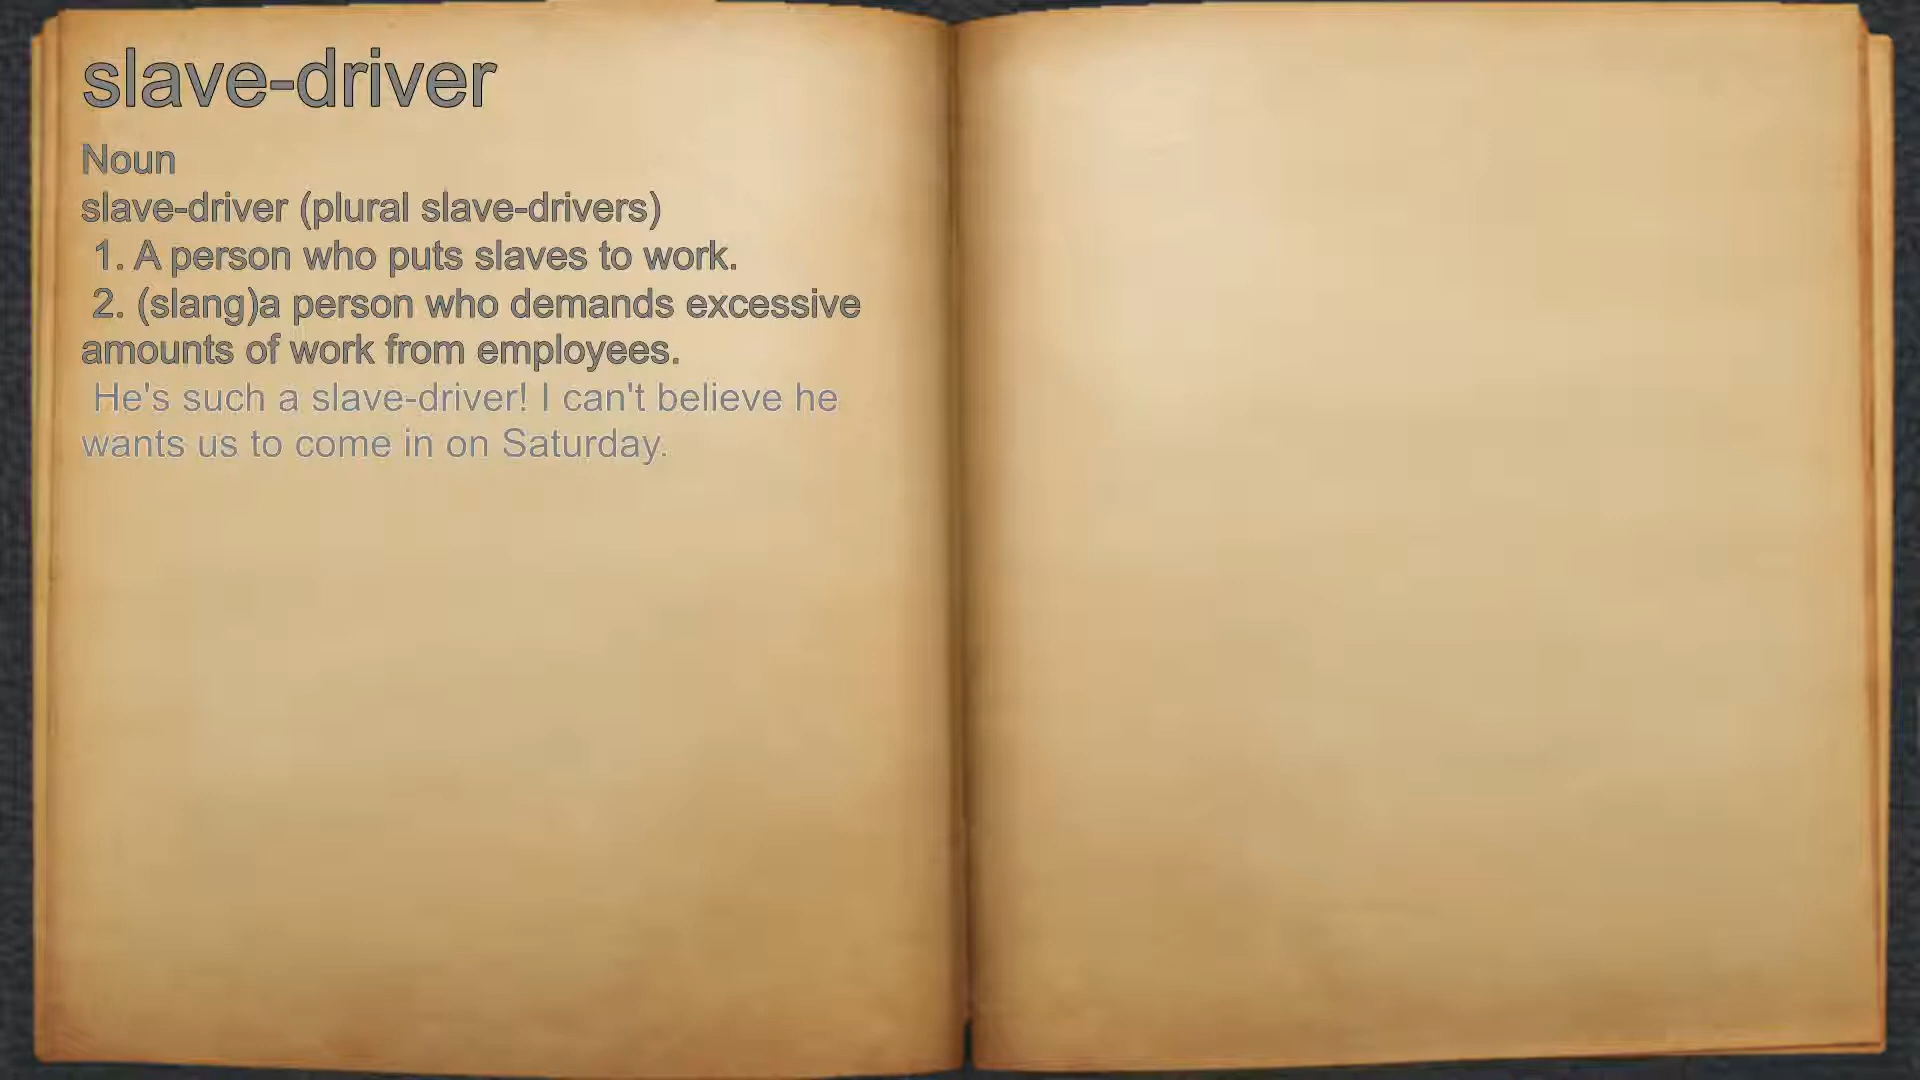 slave-driver
Noun
slave-driver (plural slave-drivers)
1. A person who puts slaves to work.
2. (slang)a person who demands excessive
amounts of work from employees.
He's such a slave-driver! I can't believe he
wants us to come in on Saturday.